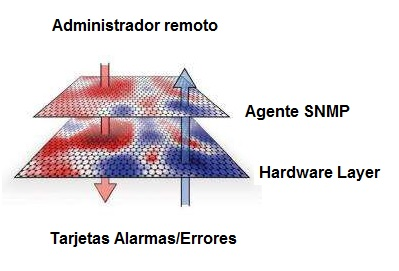 Administrador remoto
Agente SNMP
Hardware Layer
Tarjetas Alarmas/Errores